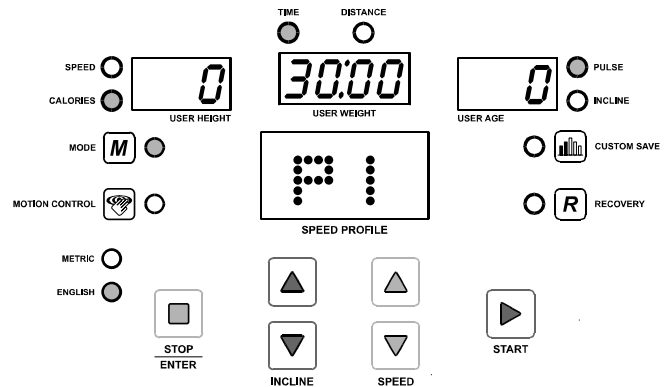 TIME
DISTANCE
SPEED
CALORIES
0
USER HEIGHT
30:00
USER WEIGHT
0
USER AGE
PULSE
INCLINE
MODE
M
CUSTOM SAVE
P1
MOTION CONTROL
R
RECOVERY
SPEED PROFILE
METRIC
ENGLISH
STOP
ENTER
INCLINE
SPEED
START